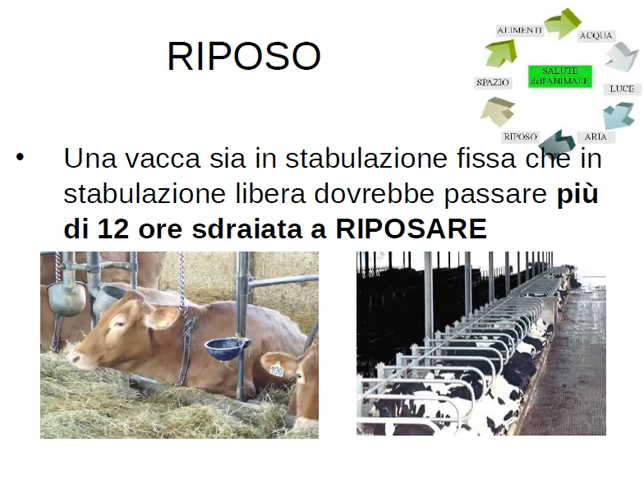 RIPOSO
ALIMENTI
ACQUA
SPAZIO
SALUTE
dell'ANIMALE
LUCE
RIPOSO
ARIA
• Una vacca sia in stabulazione fissa che in
stabulazione libera dovrebbe passare più
di 12 ore sdraiata a RIPOSARE